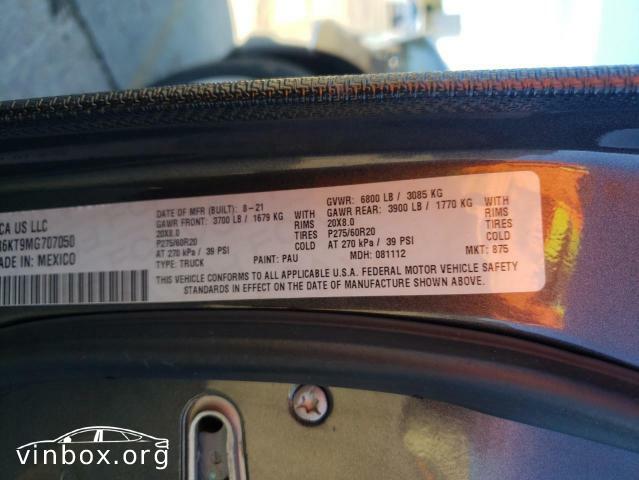 CA US LLC
6KT9MG707050
ADE IN: MEXICO
DATE OF MFR (BUILT): 8-21
GAWR FRONT: 3700 LB / 1679 KG WITH
20X8.0 RIMS
P275/60R20 TIRES
AT 270 kPa / 39 PSI COLD
TYPE: TRUCK PAINT: PAU
GVWR: 6800 LB / 3085 KG
GAWR REAR: 3900 LB / 1770 KG WITH
20X8.0 RIMS
P275/60R20 TIRES
AT 270 kPa / 39 PSI COLD
MDH: 081112 MKT: 875
THIS VEHICLE CONFORMS TO ALL APPLICABLE U.S.A. FEDERAL MOTOR VEHICLE SAFETY
STANDARDS IN EFFECT ON THE DATE OF MANUFACTURE SHOWN ABOVE.
vinbox.org